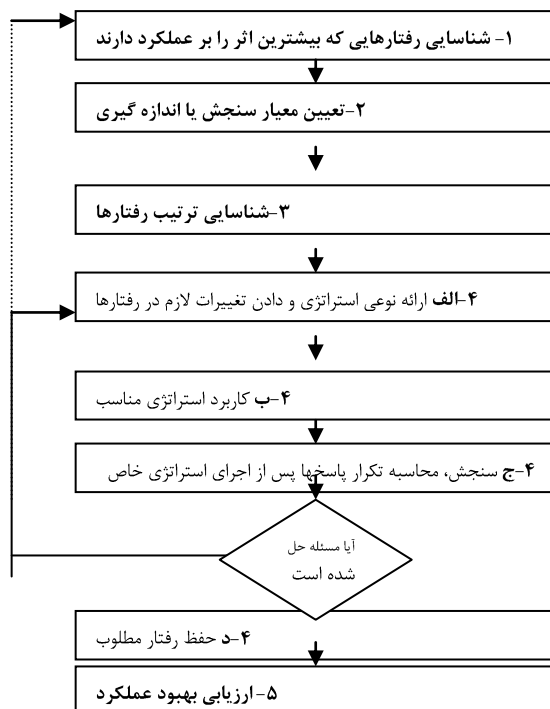 ۱- شناسایی رفتارهایی که بیشترین اثر را بر عملکرد دارند
۲-تعیین معیار سنجش یا اندازه گیری
۳-شناسایی ترتیب رفتارها
۴-الف ارائه نوعی استراتژی و دادن تغییرات لازم در رفتارها
۴-ب کاربرد استراتژی مناسب
۴-ج سنجش، محاسبه تکرار پاسخها پس از اجرای استراتژی خاص
آیا مسئله حل
شده است
۴-د حفظ رفتار مطلوب
۵- ارزیابی بهبود عملکرد